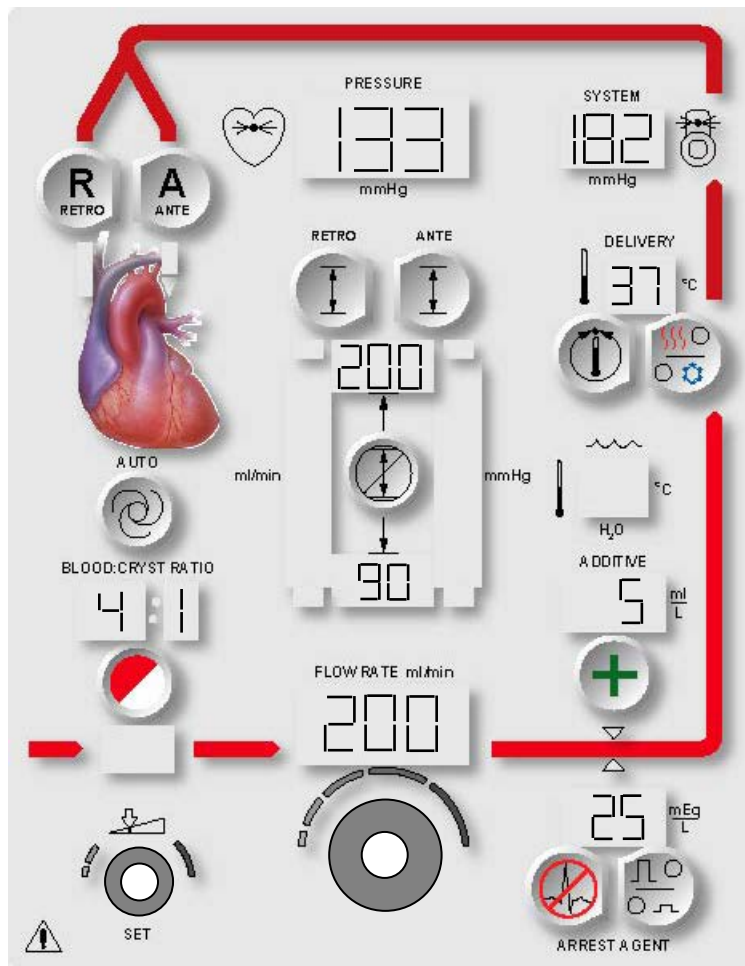 PRESSURE
133
mmHg
SYSTEM
182
mmHg
R
RETRO
A
ANTE
RETRO
ANTE
DELIVERY
37 °C
200
ml/min
mmHg
90
°C
H₂O
AUTO
BLOOD:CRYST RATIO
4 : 1
ADDITIVE
5 ml/L
FLOW RATE ml/min
200
25 mEg/L
SET
ARREST AGENT